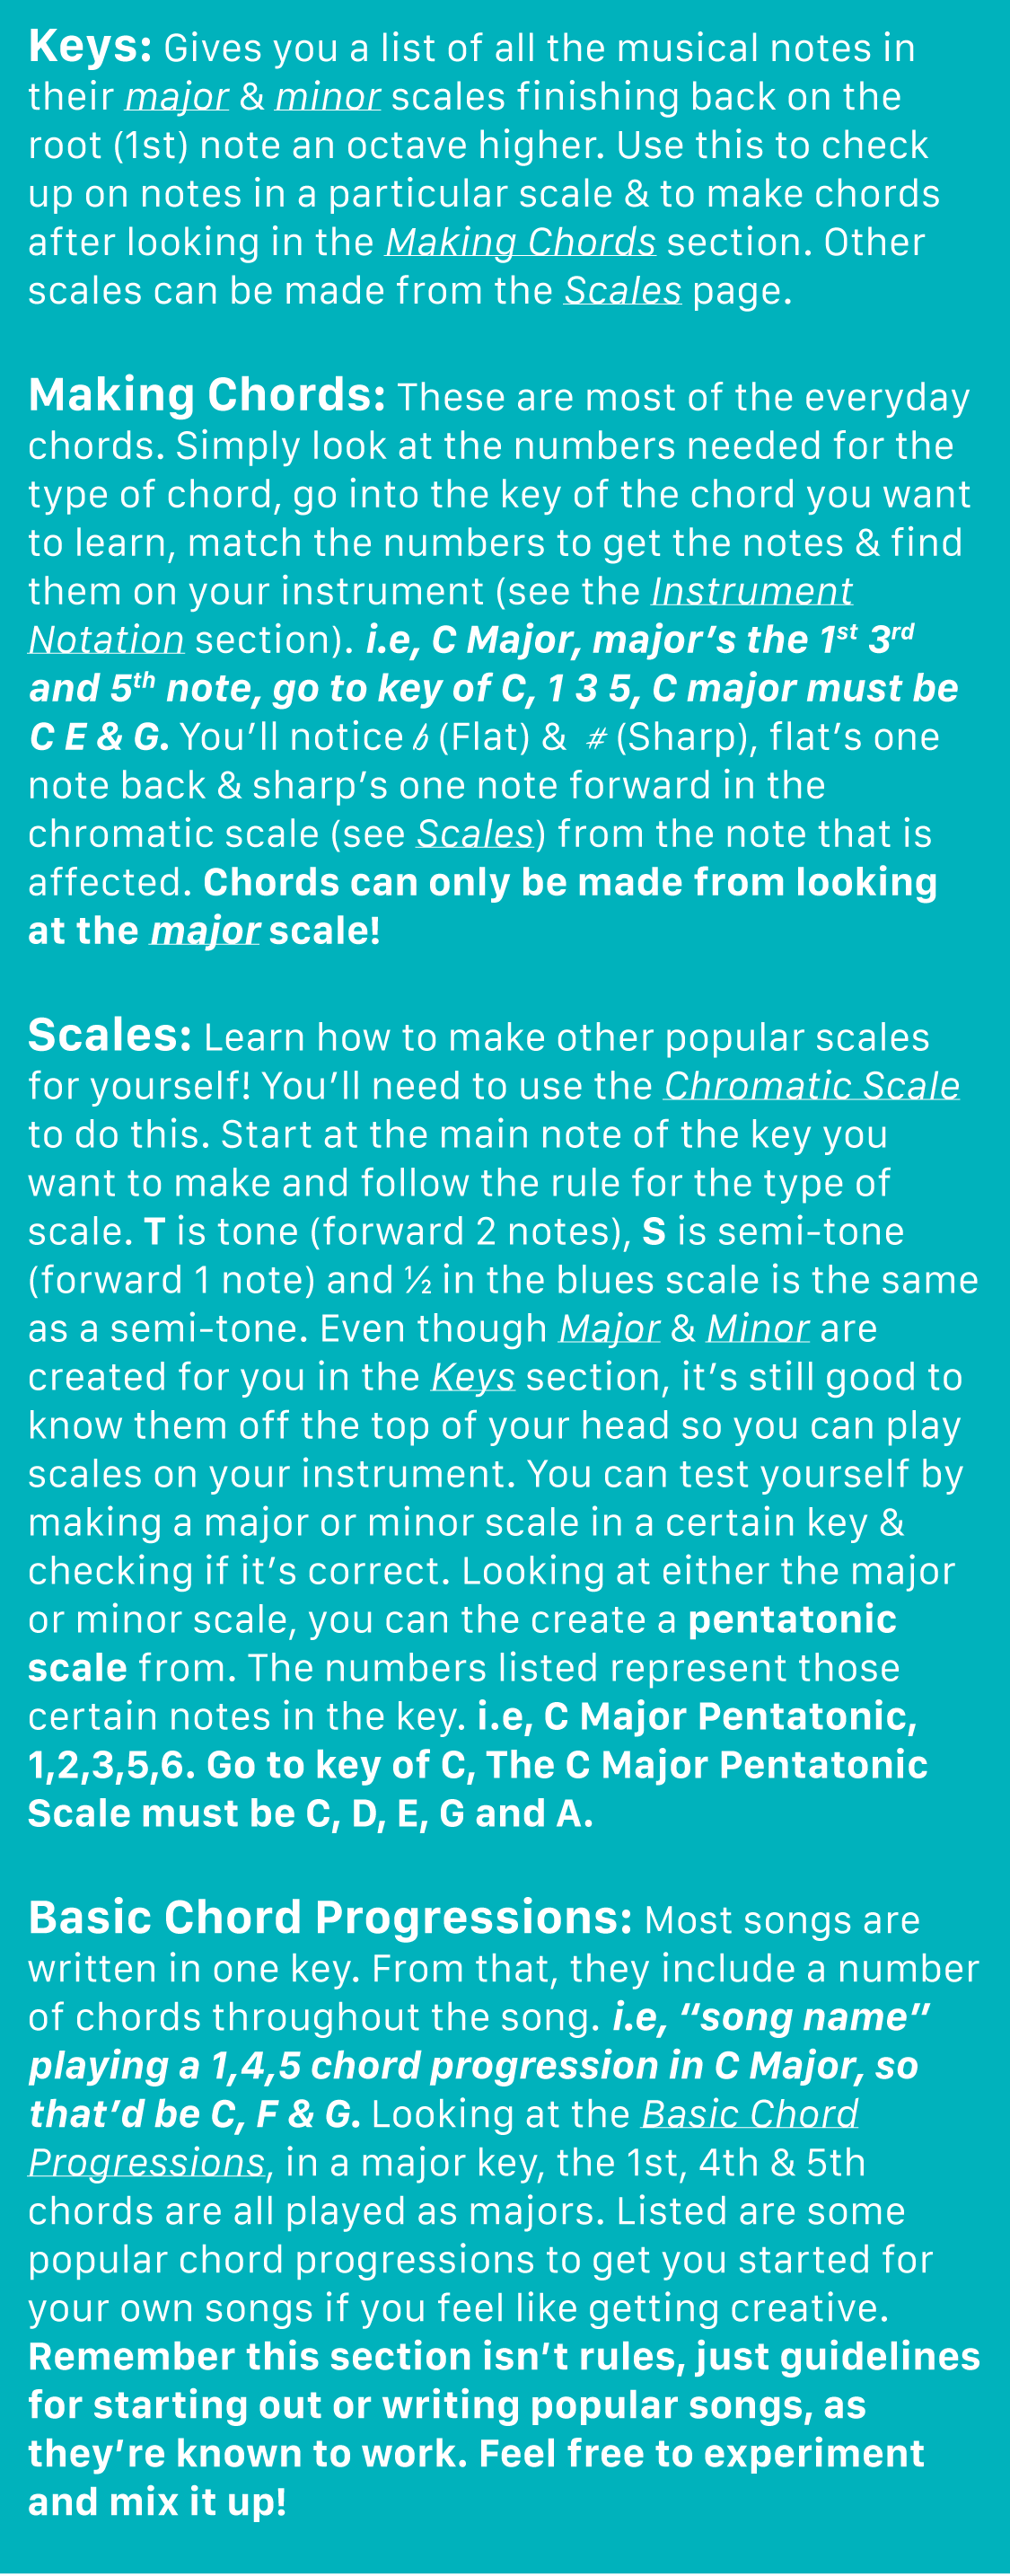 Keys: Gives you a list of all the musical notes in
their major & minor scales finishing back on the
root (1st) note an octave higher. Use this to check
up on notes in a particular scale & to make chords
after looking in the Making Chords section. Other
scales can be made from the Scales page.
Making Chords: These are most of the everyday
chords. Simply look at the numbers needed for the
type of chord, go into the key of the chord you want
to learn, match the numbers to get the notes & find
them on your instrument (see the Instrument
Notation section). i.e, C Major, major’s the 1st 3rd
and 5th note, go to key of C, 1 3 5, C major must be
C E & G. You’ll notice b (Flat) & # (Sharp), flat’s one
note back & sharp’s one note forward in the
chromatic scale (see Scales) from the note that is
affected. Chords can only be made from looking
at the major scale!
Scales: Learn how to make other popular scales
for yourself! You’ll need to use the Chromatic Scale
to do this. Start at the main note of the key you
want to make and follow the rule for the type of
scale. T is tone (forward 2 notes), S is semi-tone
(forward 1 note) and ½ in the blues scale is the same
as a semi-tone. Even though Major & Minor are
created for you in the Keys section, it’s still good to
know them off the top of your head so you can play
scales on your instrument. You can test yourself by
making a major or minor scale in a certain key &
checking if it’s correct. Looking at either the major
or minor scale, you can the create a pentatonic
scale from. The numbers listed represent those
certain notes in the key. i.e, C Major Pentatonic,
1,2,3,5,6. Go to key of C, The C Major Pentatonic
Scale must be C, D, E, G and A.
Basic Chord Progressions: Most songs are
written in one key. From that, they include a number
of chords throughout the song. i.e, “song name”
playing a 1,4,5 chord progression in C Major, so
that’d be C, F & G. Looking at the Basic Chord
Progressions, in a major key, the 1st, 4th & 5th
chords are all played as majors. Listed are some
popular chord progressions to get you started for
your own songs if you feel like getting creative.
Remember this section isn’t rules, just guidelines
for starting out or writing popular songs, as
they’re known to work. Feel free to experiment
and mix it up!